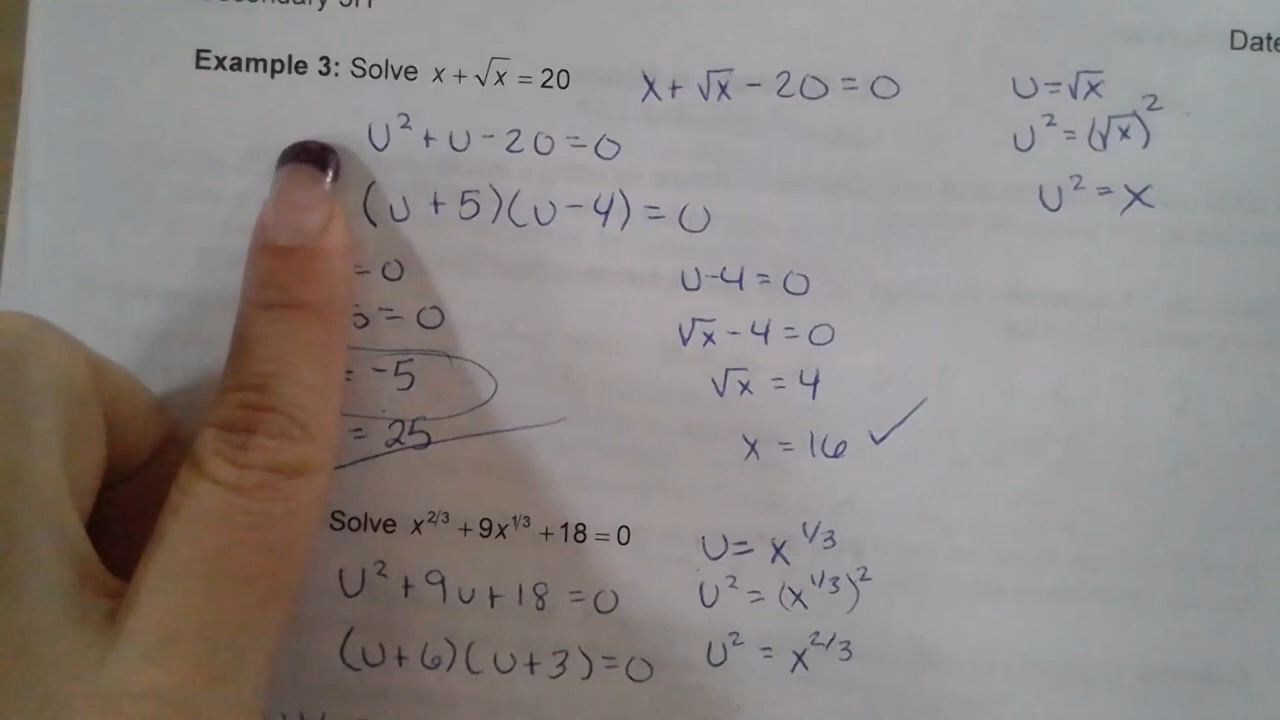 Date
Example 3: Solve x + √x = 20
x + √x − 20 = 0
u = √x
u² + u − 20 = 0
u² = (√x)²
(u + 5)(u − 4) = 0
u² = x
= 0
u − 4 = 0
= 0
√x − 4 = 0
= -5
√x = 4
= 25
x = 16 ✓
Solve x^{2/3} + 9x^{1/3} + 18 = 0
u = x^{1/3}
u² + 9u + 18 = 0
u² = (x^{1/3})²
(u + 6)(u + 3) = 0
u² = x^{2/3}